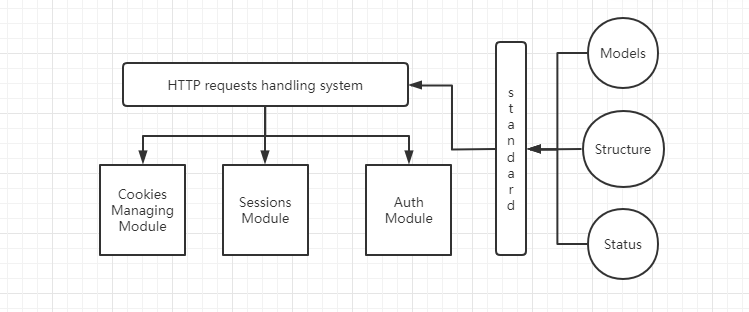 HTTP requests handling system
Cookies
Managing
Module
Sessions
Module
Auth
Module
standard
Models
Structure
Status